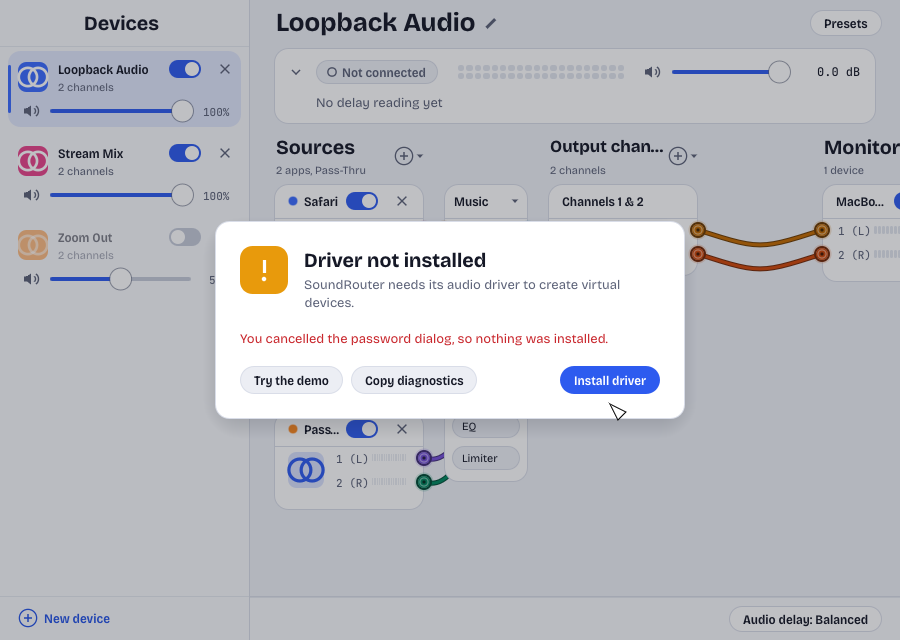 Devices
Loopback Audio
2 channels
100%
Stream Mix
2 channels
100%
Zoom Out
2 channels
5
New device
Loopback Audio
Presets
Not connected
0.0 dB
No delay reading yet
Sources
2 apps, Pass-Thru
Output chan...
2 channels
Monitor
1 device
Safari
Music
Channels 1 & 2
MacBo...
1 (L)
2 (R)
!
Driver not installed
SoundRouter needs its audio driver to create virtual
devices.
You cancelled the password dialog, so nothing was installed.
Try the demo
Copy diagnostics
Install driver
Pass...
1 (L)
2 (R)
EQ
Limiter
Audio delay: Balanced